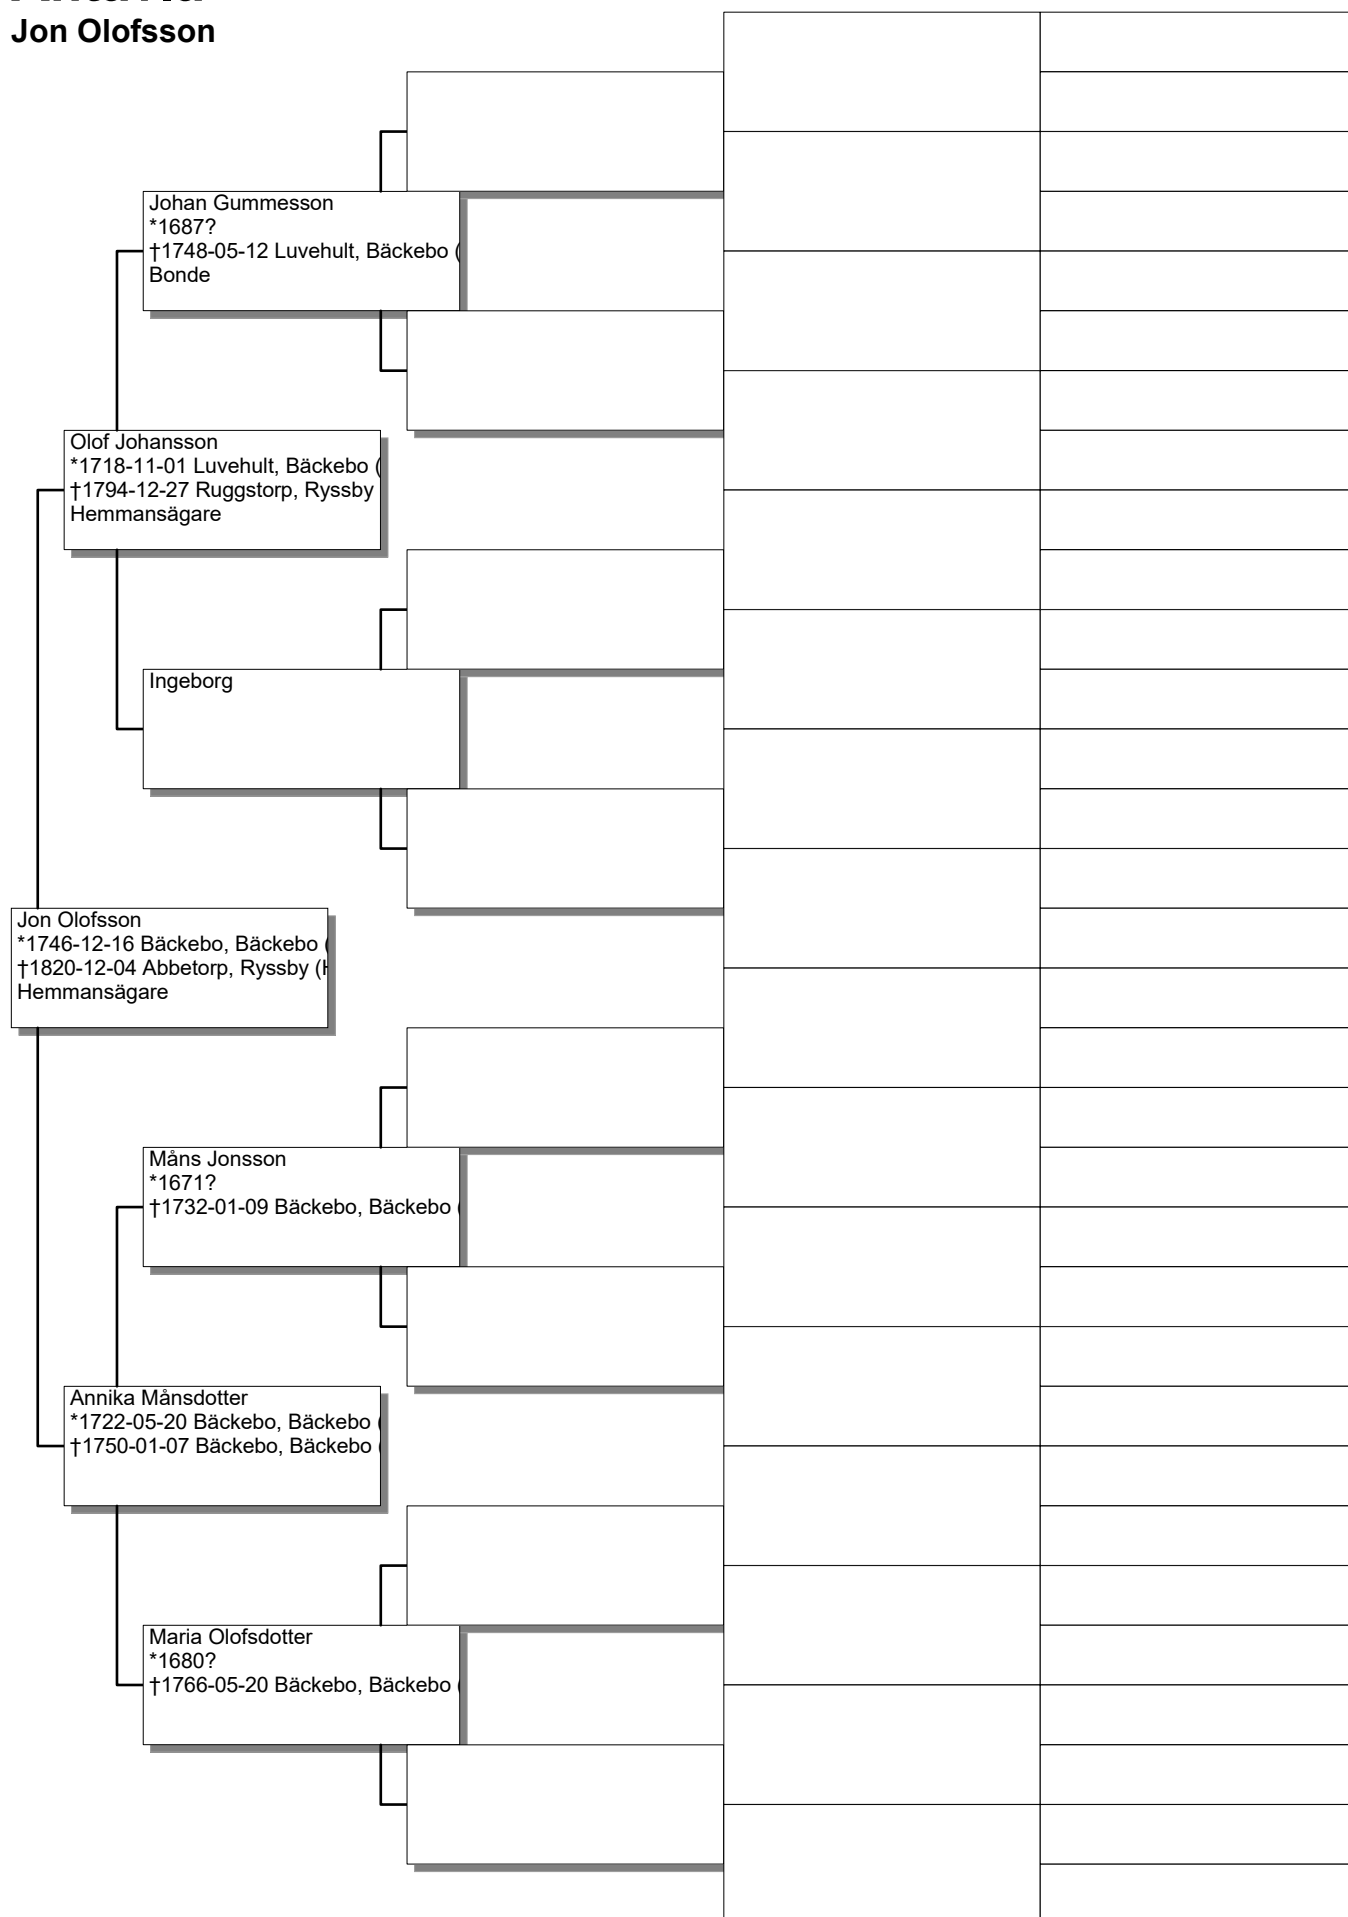 Jon Olofsson
Johan Gummesson
*1687?
†1748-05-12 Luvehult, Bäckebo (
Bonde
Olof Johansson
*1718-11-01 Luvehult, Bäckebo (
†1794-12-27 Ruggstorp, Ryssby
Hemmansägare
Ingeborg
Jon Olofsson
*1746-12-16 Bäckebo, Bäckebo (
†1820-12-04 Abbetorp, Ryssby (H
Hemmansägare
Måns Jonsson
*1671?
†1732-01-09 Bäckebo, Bäckebo (
Annika Månsdotter
*1722-05-20 Bäckebo, Bäckebo (
†1750-01-07 Bäckebo, Bäckebo (
Maria Olofsdotter
*1680?
†1766-05-20 Bäckebo, Bäckebo (